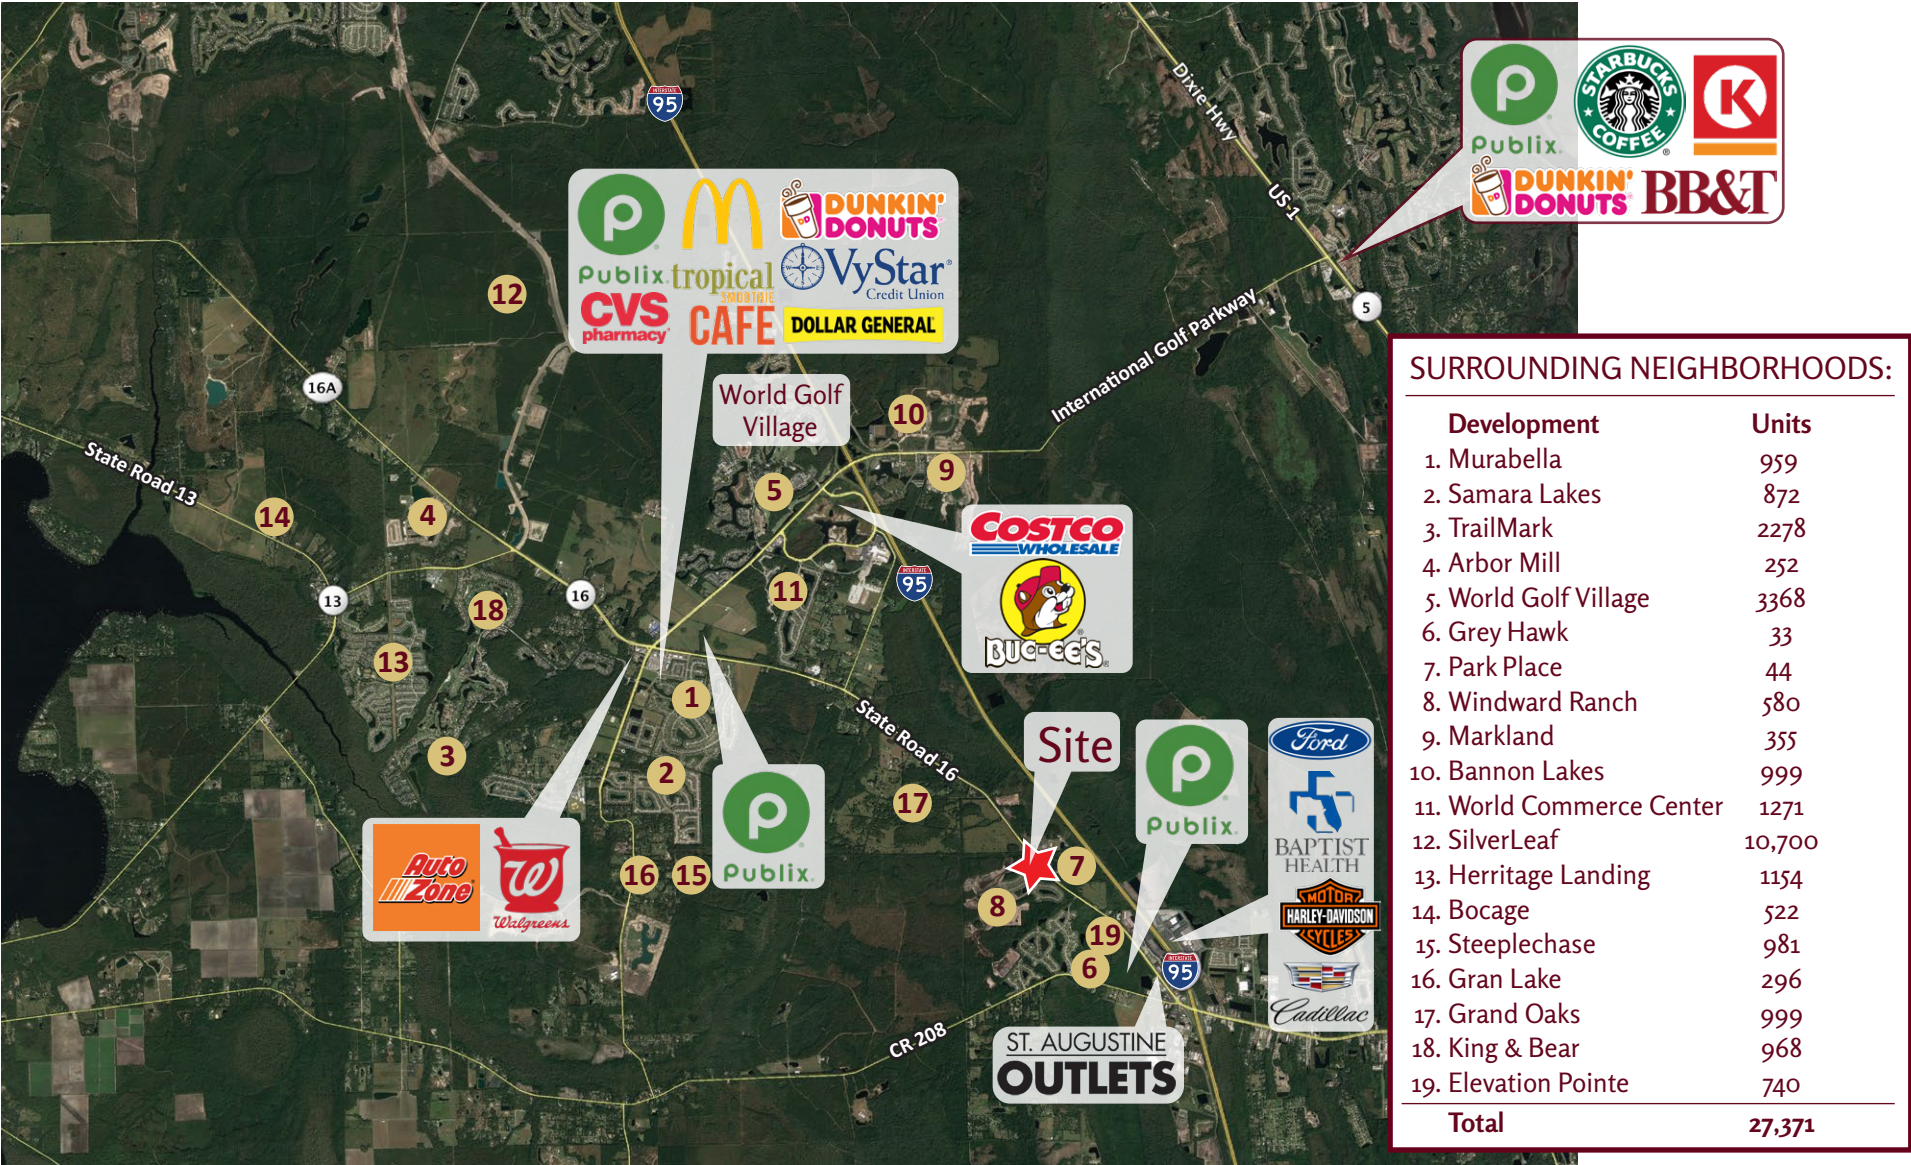 INTERSTATE
95
Dixie Hwy
US 1
Publix
STARBUCKS
COFFEE
K
DUNKIN' DONUTS
BB&T
Publix
M
DUNKIN' DONUTS
tropical
SMOOTHIE
CAFE
VyStar
Credit Union
CVS
pharmacy
DOLLAR GENERAL
12
5
International Golf Parkway
16A
World Golf
Village
10
9
5
State Road 13
14
4
COSTCO
WHOLESALE
BUC-EE'S
INTERSTATE
95
11
13
16
18
13
1
State Road 16
3
2
17
Site
Publix
Ford
BAPTIST
HEALTH
MOTOR
HARLEY-DAVIDSON
CYCLES
Cadillac
Auto
Zone
Walgreens
Publix
16
15
7
8
19
6
INTERSTATE
95
CR 208
ST. AUGUSTINE
OUTLETS
SURROUNDING NEIGHBORHOODS:
Development Units
1. Murabella 959
2. Samara Lakes 872
3. TrailMark 2278
4. Arbor Mill 252
5. World Golf Village 3368
6. Grey Hawk 33
7. Park Place 44
8. Windward Ranch 580
9. Markland 355
10. Bannon Lakes 999
11. World Commerce Center 1271
12. SilverLeaf 10,700
13. Herritage Landing 1154
14. Bocage 522
15. Steeplechase 981
16. Gran Lake 296
17. Grand Oaks 999
18. King & Bear 968
19. Elevation Pointe 740
Total 27,371